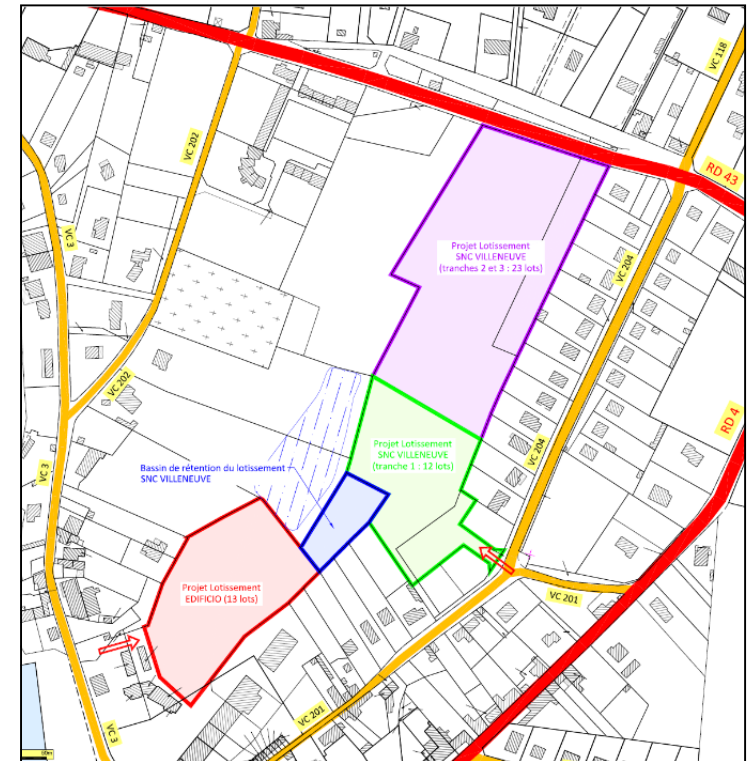 VC 118
VC 202
RD 43
VC 3
Projet Lotissement
SNC VILLENEUVE
(tranches 2 et 3 : 23 lots)
VC 204
VC 202
RD 4
Projet Lotissement
SNC VILLENEUVE
(tranche 1 : 12 lots)
VC 204
VC 3
Bassin de rétention du lotissement
SNC VILLENEUVE
Projet Lotissement
EDIFICIO (13 lots)
VC 201
VC 201
VC 3